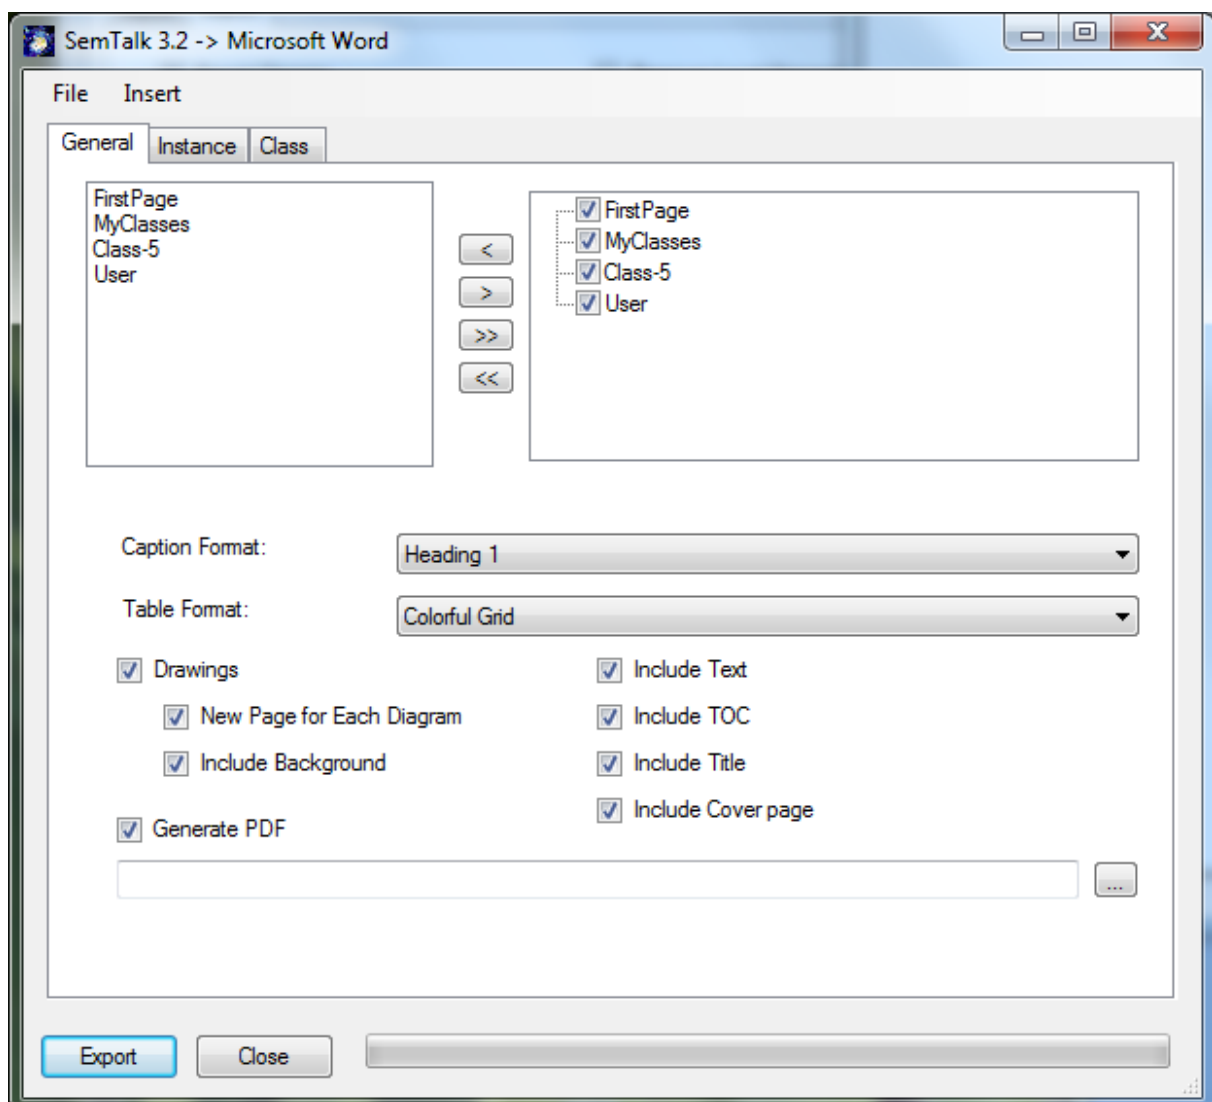 SemTalk 3.2 -> Microsoft Word
X
File Insert
General Instance Class
FirstPage
MyClasses
Class-5
User
<
>
>>
<<
FirstPage
MyClasses
Class-5
User
Caption Format: Heading 1
Table Format: Colorful Grid
Drawings
New Page for Each Diagram
Include Background
Generate PDF
Include Text
Include TOC
Include Title
Include Cover page
...
Export Close